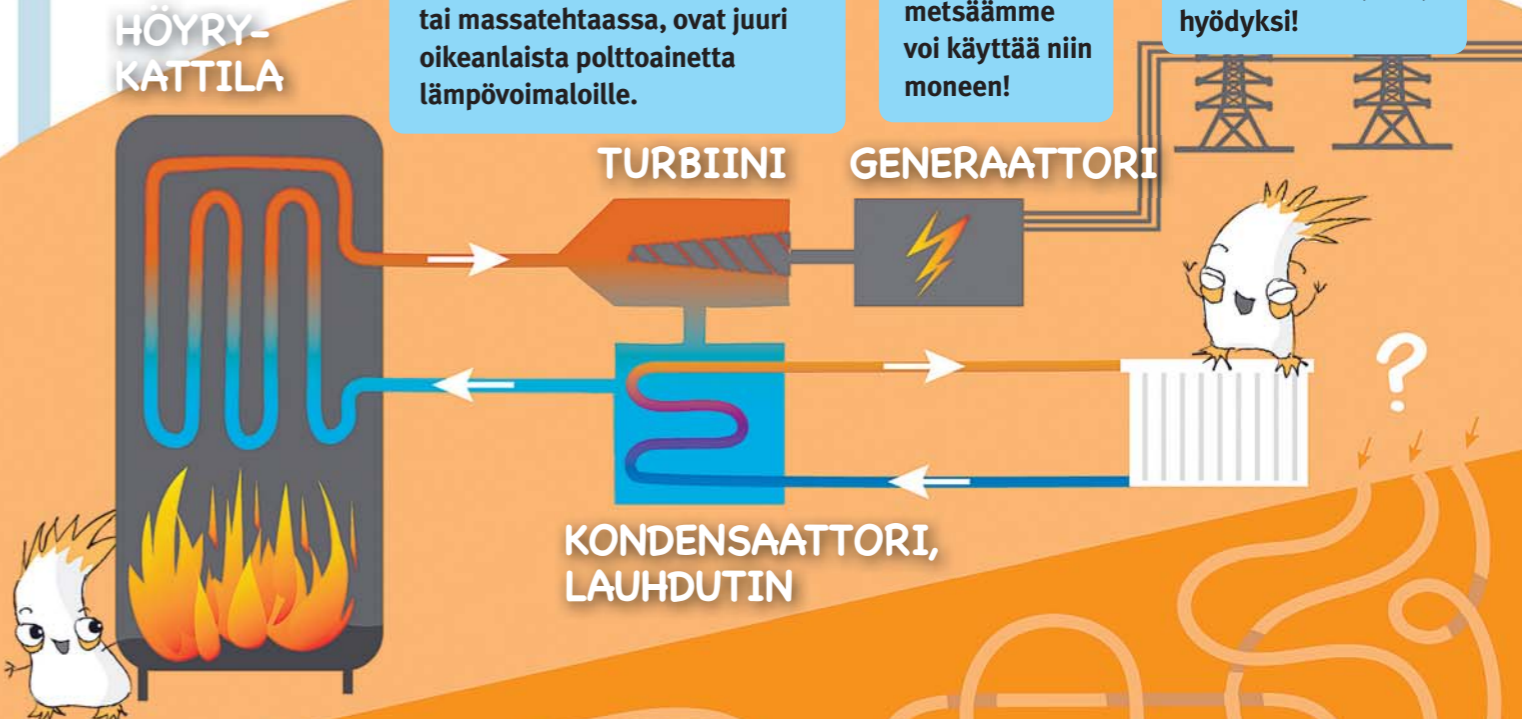 HÖYRY-
KATTILA
tai massatehtaassa, ovat juuri
oikeanlaista polttoainetta
lämpövoimaloille.
metsäämme
voi käyttää niin
moneen!
hyödyksi!
TURBIINI
GENERAATTORI
?
KONDENSAATTORI,
LAUHDUTIN